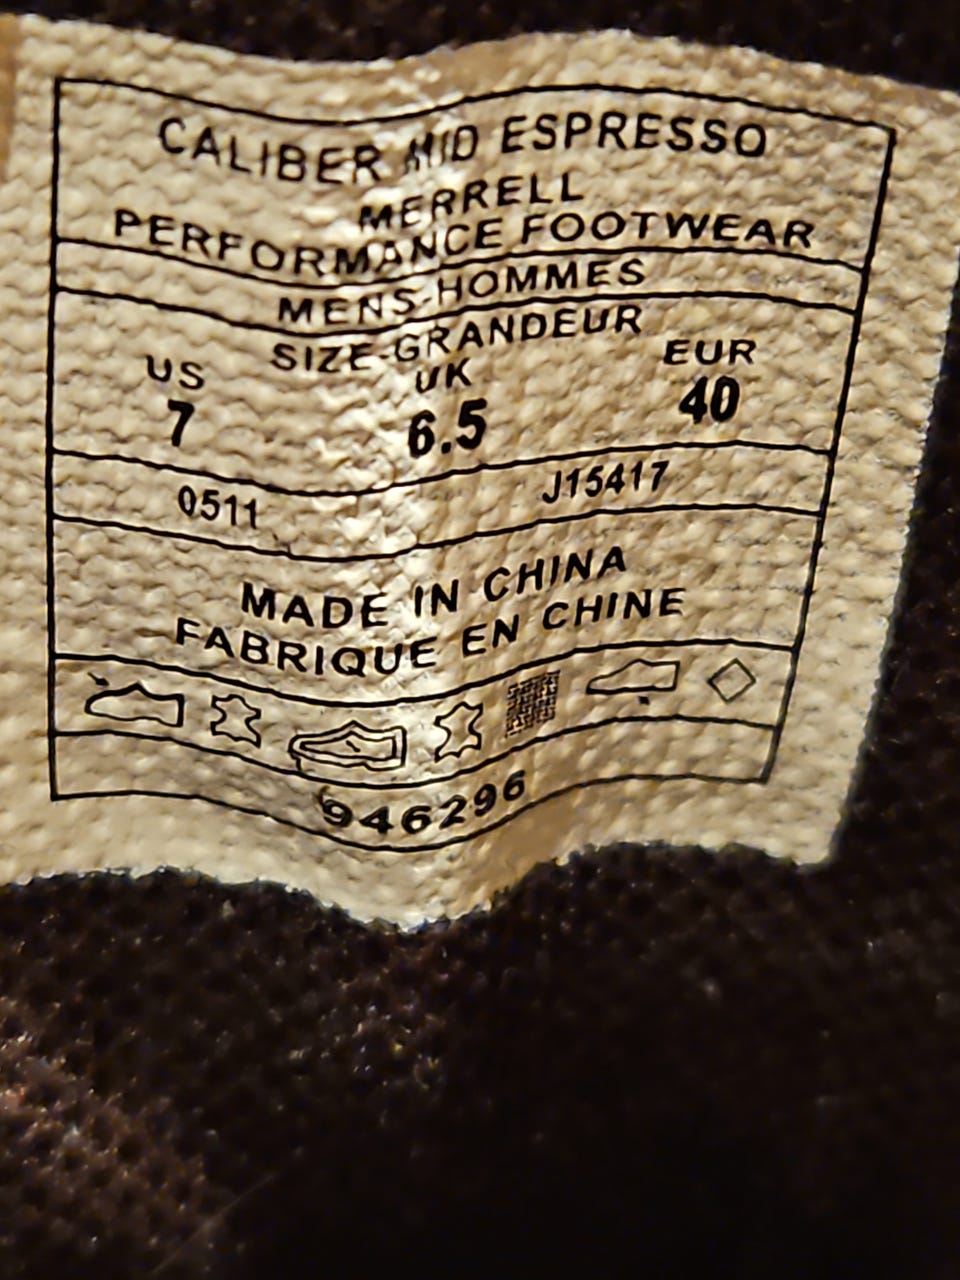 CALIBER MID ESPRESSO
MERRELL
PERFORMANCE FOOTWEAR
MENS-HOMMES
SIZE-GRANDEUR
US UK EUR
7 6.5 40
0511 J15417
MADE IN CHINA
FABRIQUE EN CHINE
946296